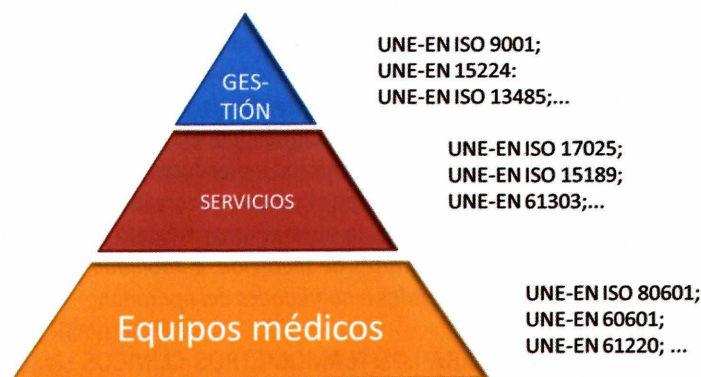 GES-
TIÓN
UNE-EN ISO 9001;
UNE-EN 15224:
UNE-EN ISO 13485;...
SERVICIOS
UNE-EN ISO 17025;
UNE-EN ISO 15189;
UNE-EN 61303;...
Equipos médicos
UNE-EN ISO 80601;
UNE-EN 60601;
UNE-EN 61220; ...